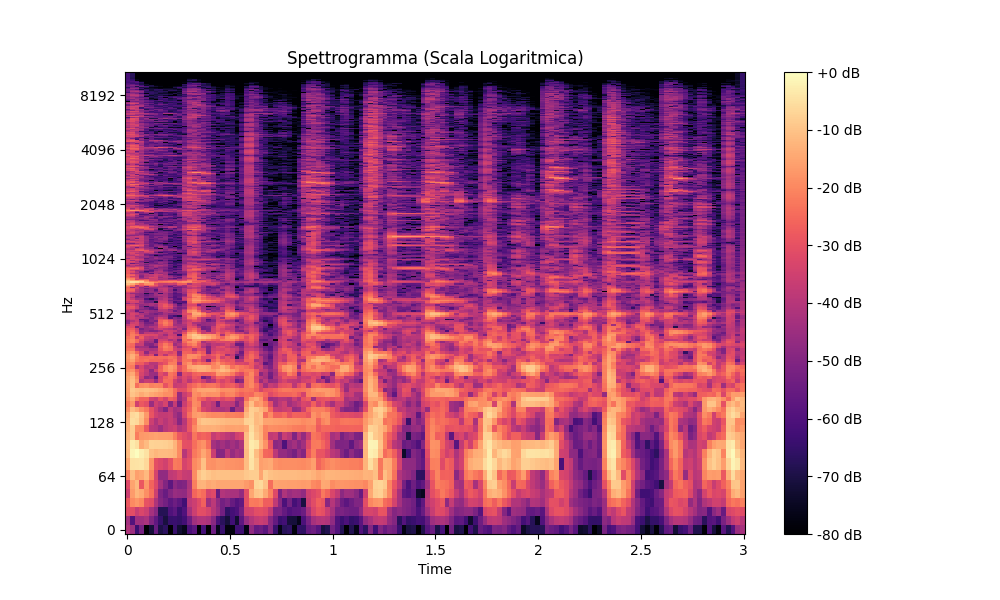 Spettrogramma (Scala Logaritmica)
Hz
8192
4096
2048
1024
512
256
128
64
0
0
0.5
1
1.5
2
2.5
3
Time
+0 dB
-10 dB
-20 dB
-30 dB
-40 dB
-50 dB
-60 dB
-70 dB
-80 dB